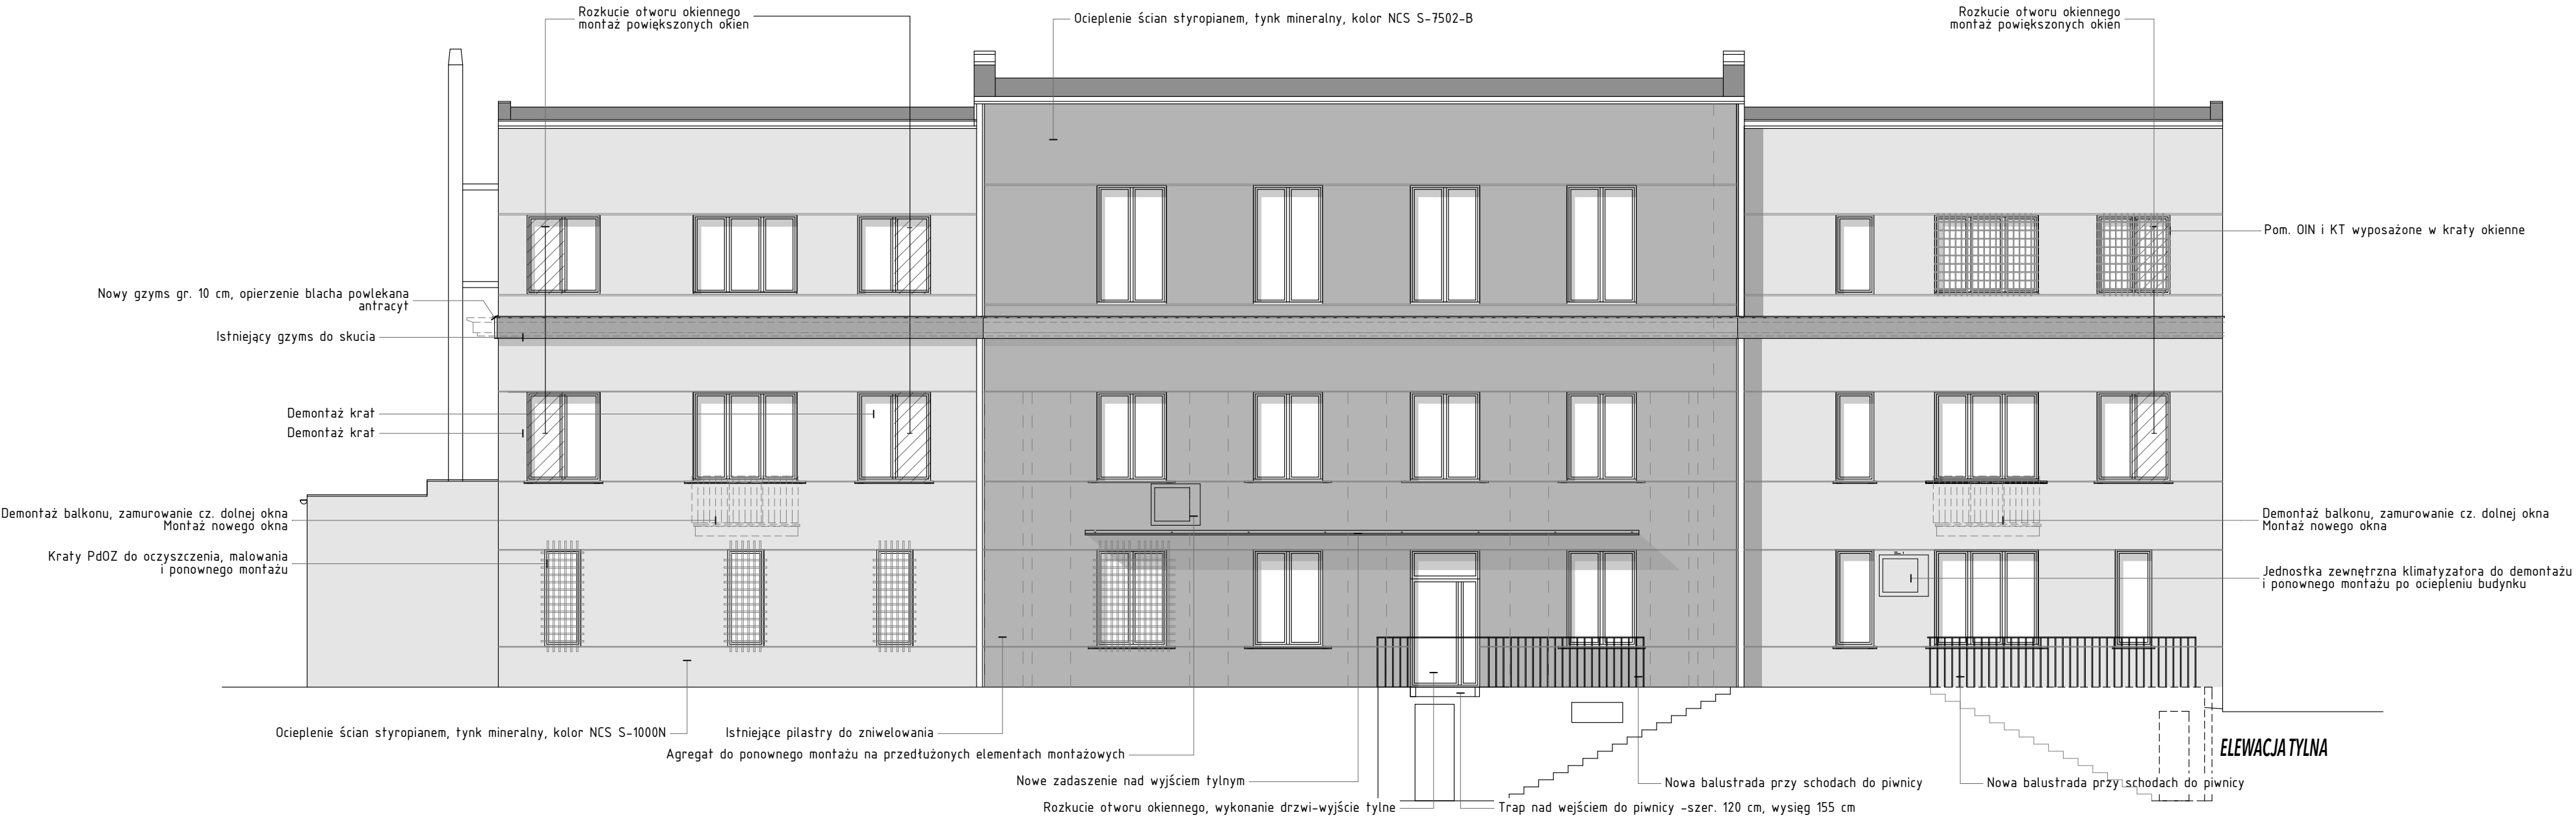 Rozkucie otworu okiennego
montaż powiększonych okien
Ocieplenie ścian styropianem, tynk mineralny, kolor NCS S-7502-B
Rozkucie otworu okiennego
montaż powiększonych okien
Pom. OIN i KT wyposażone w kraty okienne
Nowy gzyms gr. 10 cm, opierzenie blacha powlekana
antracyt
Istniejący gzyms do skucia
Demontaż krat
Demontaż krat
Demontaż balkonu, zamurowanie cz. dolnej okna
Montaż nowego okna
Kraty PdOZ do oczyszczenia, malowania
i ponownego montażu
Demontaż balkonu, zamurowanie cz. dolnej okna
Montaż nowego okna
Jednostka zewnętrzna klimatyzatora do demontażu
i ponownego montażu po ociepleniu budynku
Ocieplenie ścian styropianem, tynk mineralny, kolor NCS S-1000N
Istniejące pilastry do zniwelowania
Agregat do ponownego montażu na przedłużonych elementach montażowych
Nowe zadaszenie nad wyjściem tylnym
Rozkucie otworu okiennego, wykonanie drzwi-wyjście tylne
Trap nad wejściem do piwnicy -szer. 120 cm, wysięg 155 cm
Nowa balustrada przy schodach do piwnicy
Nowa balustrada przy schodach do piwnicy
ELEWACJA TYLNA